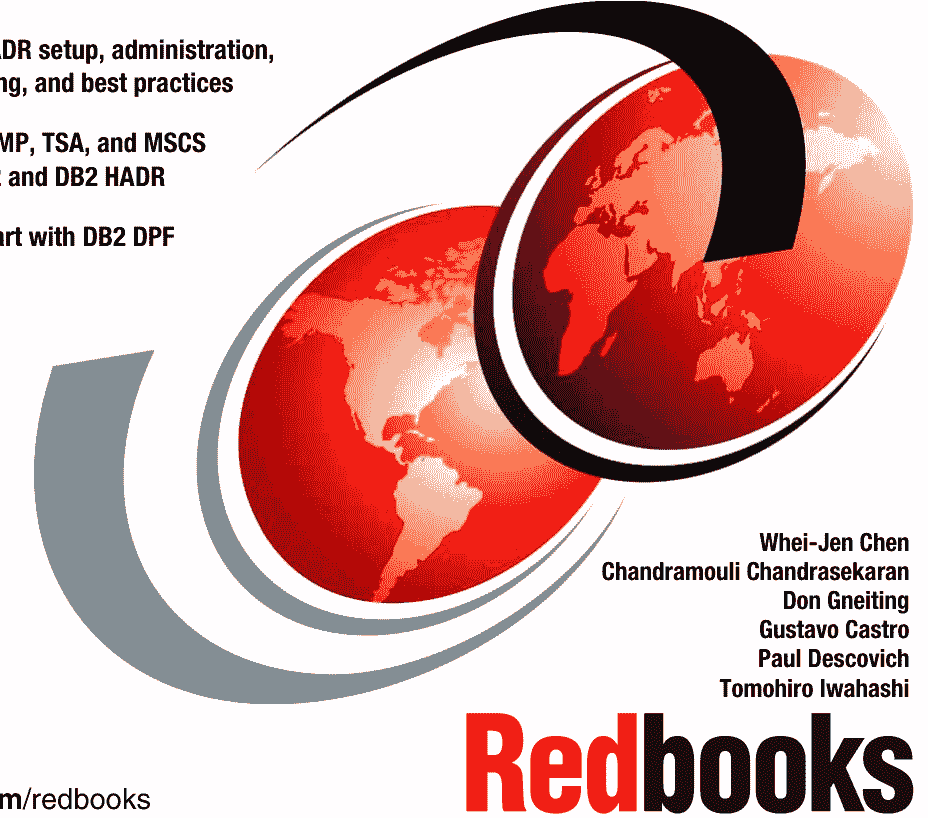 ADR setup, administration,
ng, and best practices
MP, TSA, and MSCS
2 and DB2 HADR
art with DB2 DPF
Whei-Jen Chen
Chandramouli Chandrasekaran
Don Gneiting
Gustavo Castro
Paul Descovich
Tomohiro Iwahashi
Redbooks
m/redbooks